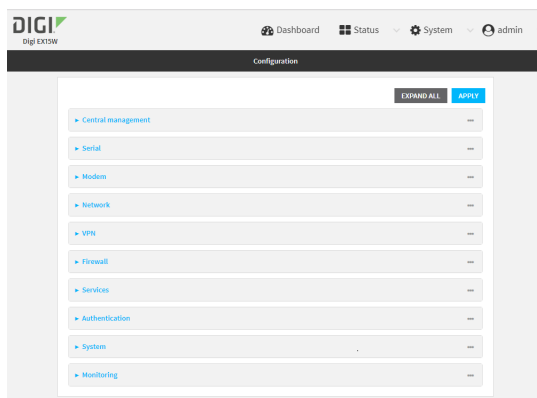 DIGI
Digi EX15W
Dashboard Status System admin
Configuration
EXPAND ALL APPLY
Central management
Serial
Modem
Network
VPN
Firewall
Services
Authentication
System
Monitoring